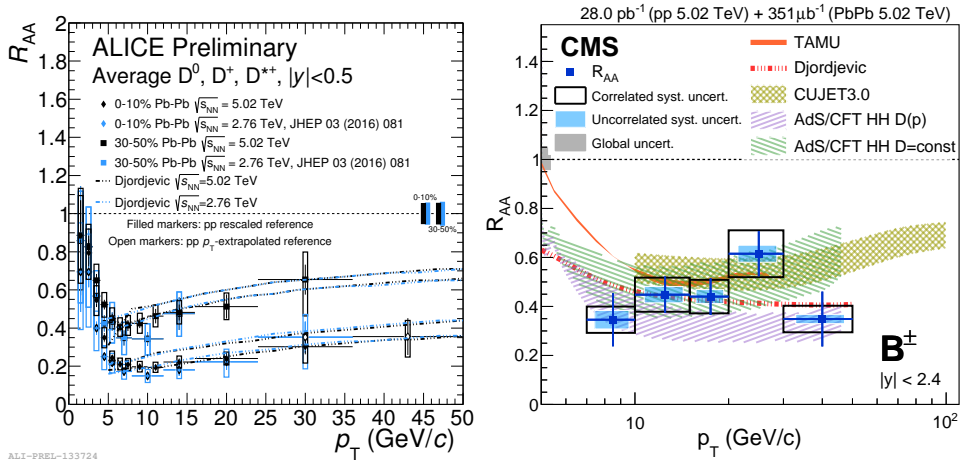 R_AA
2
1.8
1.6
1.4
1.2
1
0.8
0.6
0.4
0.2
0
ALICE Preliminary
Average D⁰, D⁺, D*⁺, |y|<0.5
0-10% Pb-Pb √s_NN = 5.02 TeV
0-10% Pb-Pb √s_NN = 2.76 TeV, JHEP 03 (2016) 081
30-50% Pb-Pb √s_NN = 5.02 TeV
30-50% Pb-Pb √s_NN = 2.76 TeV, JHEP 03 (2016) 081
Djordjevic √s_NN=5.02 TeV
Djordjevic √s_NN=2.76 TeV
0-10%
30-50%
Filled markers: pp rescaled reference
Open markers: pp p_T-extrapolated reference
0 5 10 15 20 25 30 35 40 45 50
p_T (GeV/c)
ALI-PREL-133724
28.0 pb⁻¹ (pp 5.02 TeV) + 351μb⁻¹ (PbPb 5.02 TeV)
R_AA
1.4
1.2
1
0.8
0.6
0.4
0.2
0
CMS
R_AA
Correlated syst. uncert.
Uncorrelated syst. uncert.
Global uncert.
TAMU
Djordjevic
CUJET3.0
AdS/CFT HH D(p)
AdS/CFT HH D=const
B±
|y| < 2.4
10 10²
p_T (GeV/c)